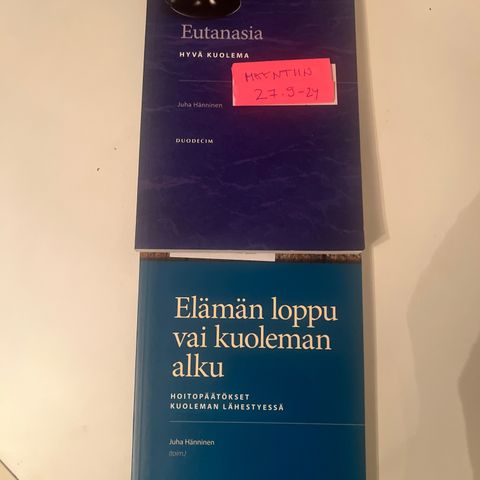 Eutanasia
HYVÄ KUOLEMA
Juha Hänninen
DUODECIM
27.9-24
Elämän loppu
vai kuoleman
alku
HOITOPÄÄTÖKSET
KUOLEMAN LÄHESTYESSÄ
Juha Hänninen
(toim.)